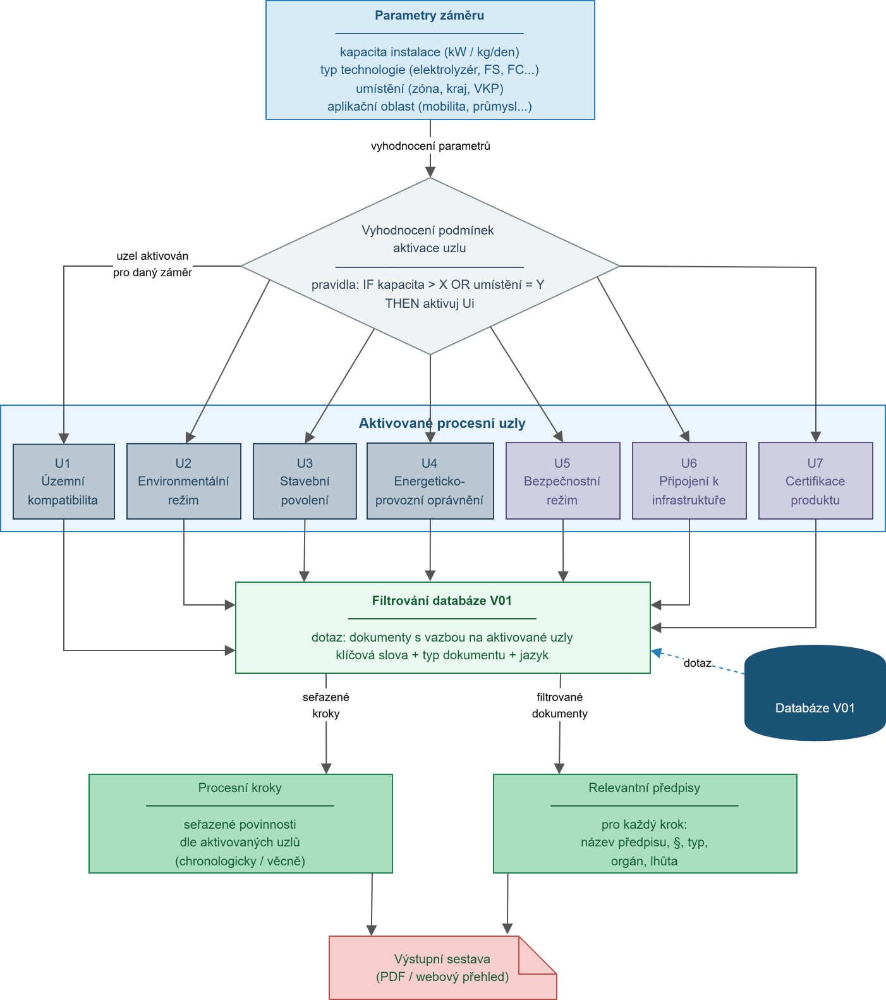 Parametry záměru
kapacita instalace (kW / kg/den)
typ technologie (elektrolyzér, FS, FC...)
umístění (zóna, kraj, VKP)
aplikační oblast (mobilita, průmysl...)
vyhodnocení parametrů
Vyhodnocení podmínek
aktivace uzlu
pravidla: IF kapacita > X OR umístění = Y
THEN aktivuj Ui
uzel aktivován
pro daný záměr
Aktivované procesní uzly
U1
Územní
kompatibilita
U2
Environmentální
režim
U3
Stavební
povolení
U4
Energeticko-
provozní oprávnění
U5
Bezpečnostní
režim
U6
Připojení k
infrastruktuře
U7
Certifikace
produktu
Filtrování databáze V01
dotaz: dokumenty s vazbou na aktivované uzly
klíčová slova + typ dokumentu + jazyk
dotaz
Databáze V01
seřazené
kroky
filtrované
dokumenty
Procesní kroky
seřazené povinnosti
dle aktivovaných uzlů
(chronologicky / věcně)
Relevantní předpisy
pro každý krok:
název předpisu, §, typ,
orgán, lhůta
Výstupní sestava
(PDF / webový přehled)